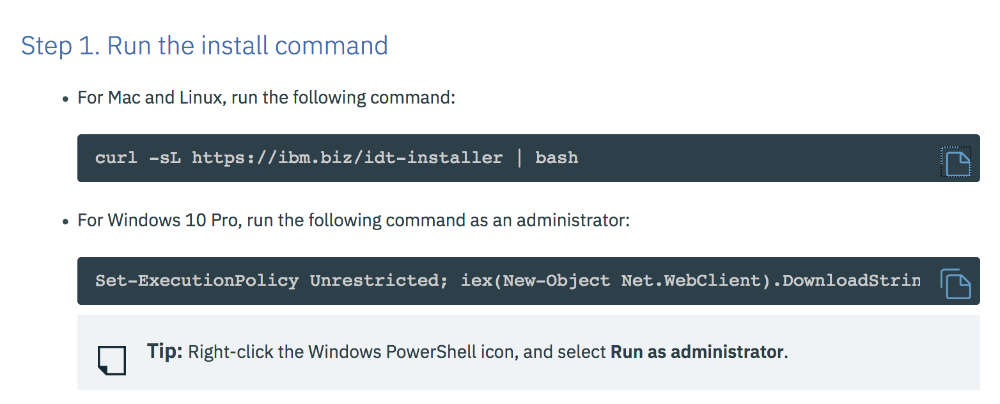 Step 1. Run the install command
• For Mac and Linux, run the following command:
curl -sL https://ibm.biz/idt-installer | bash
• For Windows 10 Pro, run the following command as an administrator:
Set-ExecutionPolicy Unrestricted; iex(New-Object Net.WebClient).DownloadStrin
Tip: Right-click the Windows PowerShell icon, and select Run as administrator.